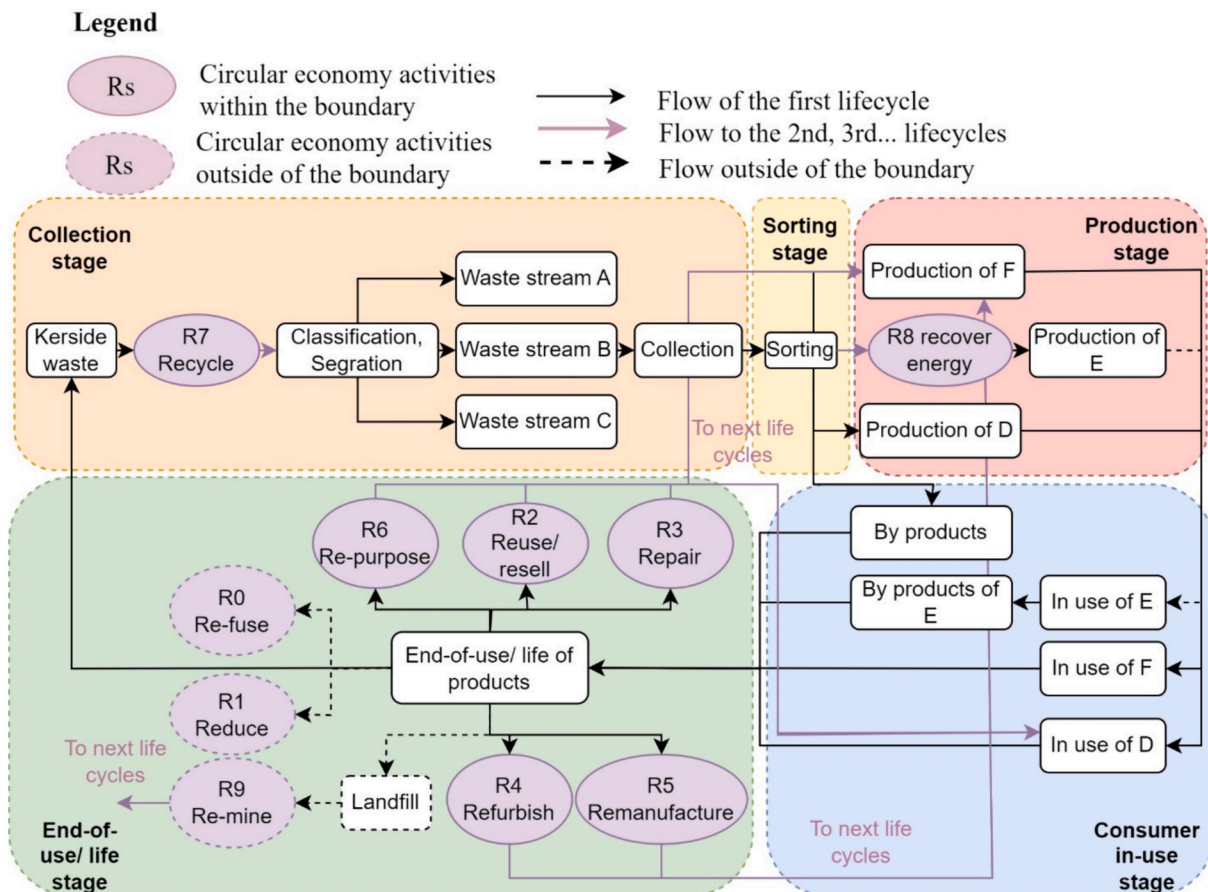 Legend
Rs
Circular economy activities
within the boundary
Rs
Circular economy activities
outside of the boundary
Flow of the first lifecycle
Flow to the 2nd, 3rd... lifecycles
Flow outside of the boundary
Collection
stage
Kerside
waste
R7
Recycle
Classification,
Segration
Waste stream A
Waste stream B
Waste stream C
Collection
Sorting
stage
Sorting
Production
stage
Production of F
R8 recover
energy
Production of
E
Production of D
To next life
cycles
R6
Re-purpose
R2
Reuse/
resell
R3
Repair
R0
Re-fuse
R1
Reduce
End-of-use/ life of
products
To next life
cycles
R9
Re-mine
Landfill
R4
Refurbish
R5
Remanufacture
End-of-
use/ life
stage
By products
By products of
E
In use of E
In use of F
In use of D
To next life
cycles
Consumer
in-use
stage